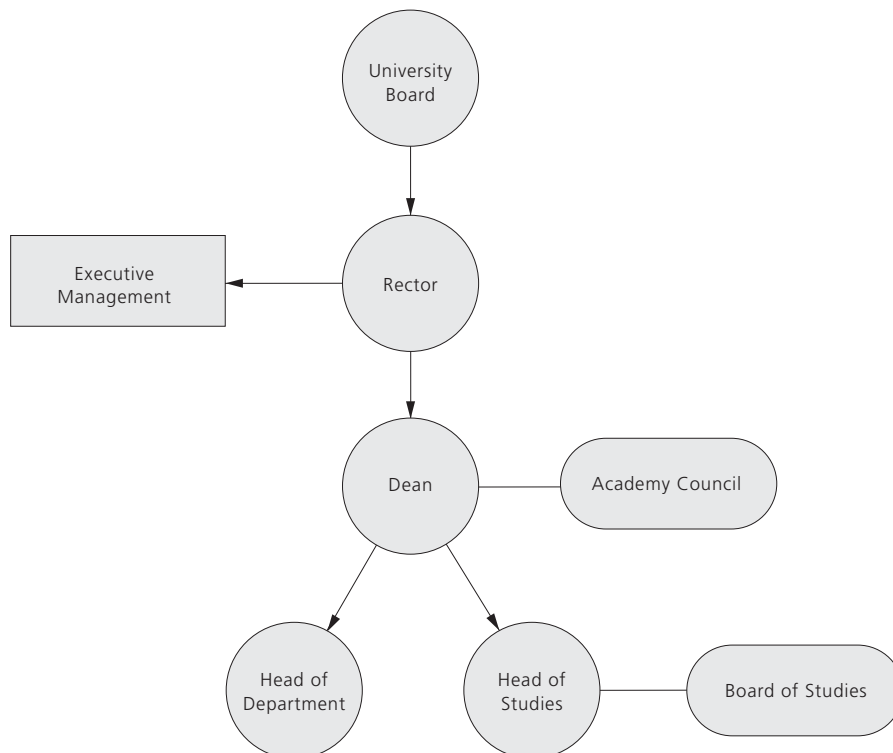 University
Board
Executive
Management
Rector
Dean
Academy Council
Head of
Department
Head of
Studies
Board of Studies